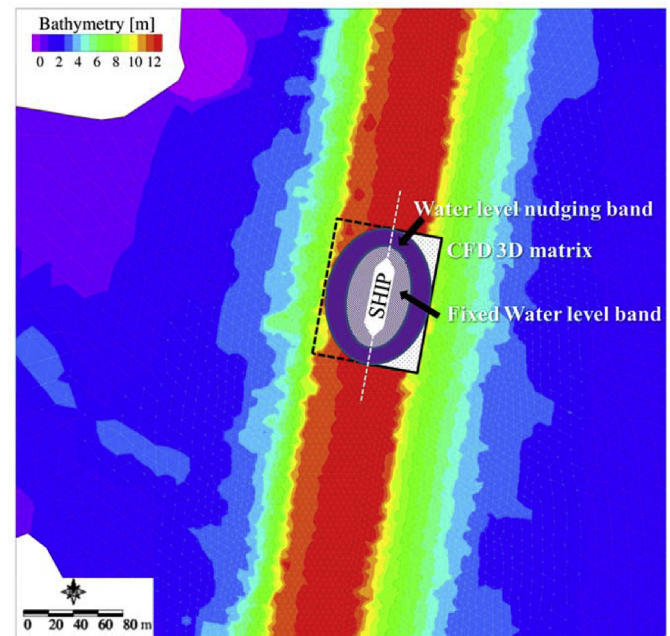 Bathymetry [m]
0 2 4 6 8 10 12
Water level nudging band
CFD 3D matrix
SHIP
Fixed Water level band
0 20 40 60 80 m